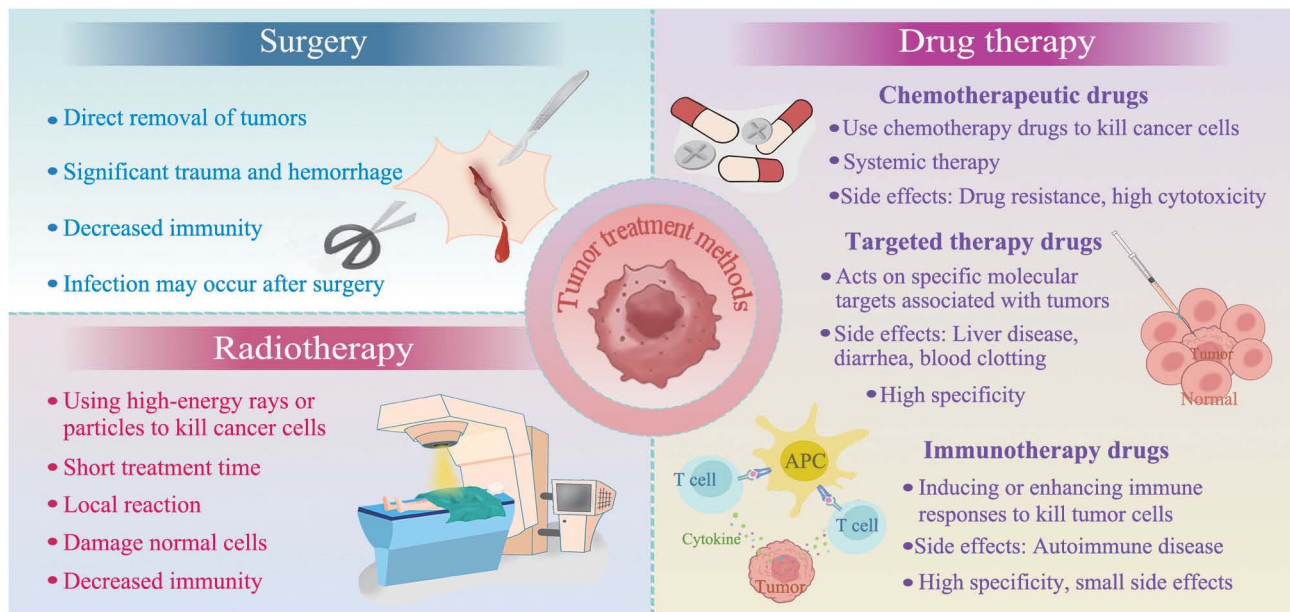 Surgery
• Direct removal of tumors
• Significant trauma and hemorrhage
• Decreased immunity
• Infection may occur after surgery
Radiotherapy
• Using high-energy rays or
particles to kill cancer cells
• Short treatment time
• Local reaction
• Damage normal cells
• Decreased immunity
Tumor treatment methods
Drug therapy
Chemotherapeutic drugs
• Use chemotherapy drugs to kill cancer cells
• Systemic therapy
• Side effects: Drug resistance, high cytotoxicity
Targeted therapy drugs
• Acts on specific molecular
targets associated with tumors
• Side effects: Liver disease,
diarrhea, blood clotting
• High specificity
Tumor
Normal
Immunotherapy drugs
• Inducing or enhancing immune
responses to kill tumor cells
• Side effects: Autoimmune disease
• High specificity, small side effects
APC
T cell
T cell
Cytokine
Tumor